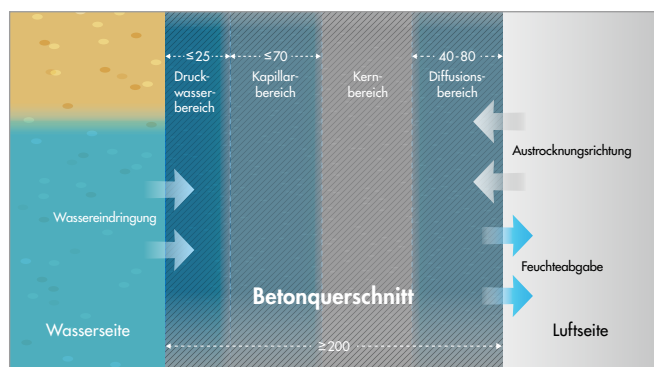 ≤25
≤70
40-80
Druck-
wasser-
bereich
Kapillar-
bereich
Kern-
bereich
Diffusions-
bereich
Austrocknungsrichtung
Wassereindringung
Feuchteabgabe
Betonquerschnitt
Wasserseite
Luftseite
≥200